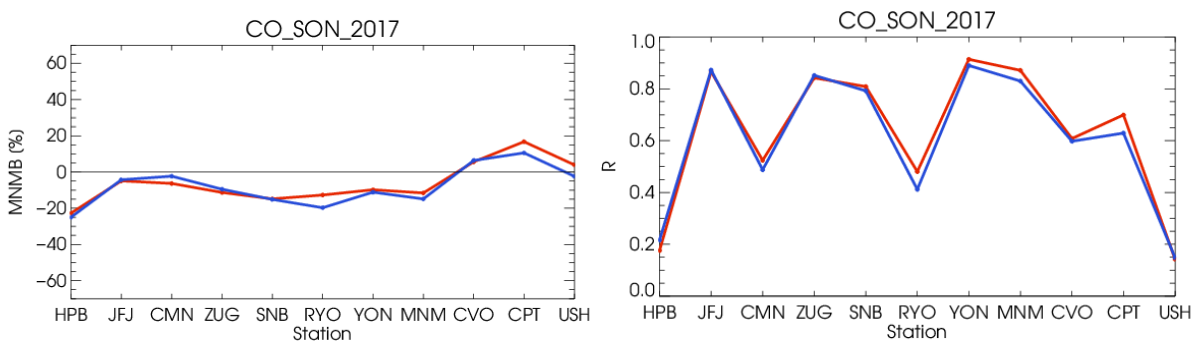 CO_SON_2017
MNMB (%)
60
40
20
0
−20
−40
−60
HPB JFJ CMN ZUG SNB RYO YON MNM CVO CPT USH
Station
CO_SON_2017
R
1.0
0.8
0.6
0.4
0.2
0.0
HPB JFJ CMN ZUG SNB RYO YON MNM CVO CPT USH
Station